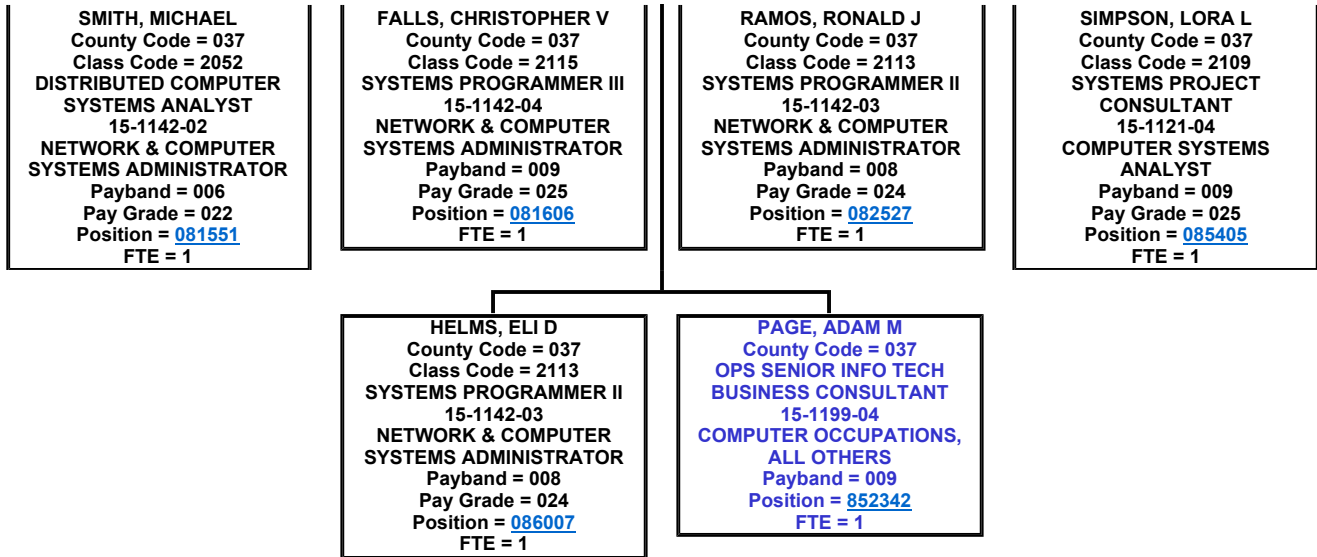 SMITH, MICHAEL
County Code = 037
Class Code = 2052
DISTRIBUTED COMPUTER
SYSTEMS ANALYST
15-1142-02
NETWORK & COMPUTER
SYSTEMS ADMINISTRATOR
Payband = 006
Pay Grade = 022
Position = 081551
FTE = 1
FALLS, CHRISTOPHER V
County Code = 037
Class Code = 2115
SYSTEMS PROGRAMMER III
15-1142-04
NETWORK & COMPUTER
SYSTEMS ADMINISTRATOR
Payband = 009
Pay Grade = 025
Position = 081606
FTE = 1
RAMOS, RONALD J
County Code = 037
Class Code = 2113
SYSTEMS PROGRAMMER II
15-1142-03
NETWORK & COMPUTER
SYSTEMS ADMINISTRATOR
Payband = 008
Pay Grade = 024
Position = 082527
FTE = 1
SIMPSON, LORA L
County Code = 037
Class Code = 2109
SYSTEMS PROJECT
CONSULTANT
15-1121-04
COMPUTER SYSTEMS
ANALYST
Payband = 009
Pay Grade = 025
Position = 085405
FTE = 1
HELMS, ELI D
County Code = 037
Class Code = 2113
SYSTEMS PROGRAMMER II
15-1142-03
NETWORK & COMPUTER
SYSTEMS ADMINISTRATOR
Payband = 008
Pay Grade = 024
Position = 086007
FTE = 1
PAGE, ADAM M
County Code = 037
OPS SENIOR INFO TECH
BUSINESS CONSULTANT
15-1199-04
COMPUTER OCCUPATIONS,
ALL OTHERS
Payband = 009
Position = 852342
FTE = 1